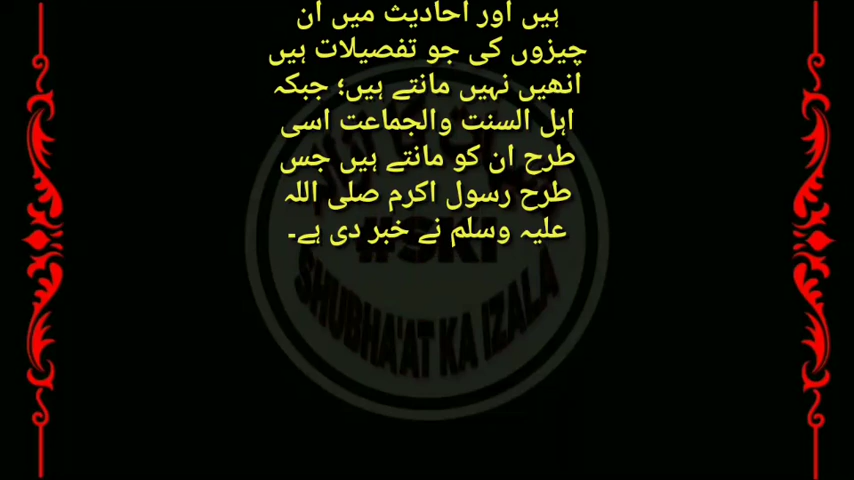 ہیں اور احادیث میں ان
چیزوں کی جو تفصیلات ہیں
انھیں نہیں مانتے ہیں؛ جبکہ
اہل السنت والجماعت اسی
طرح ان کو مانتے ہیں جس
طرح رسول اکرم صلی اللہ
علیہ وسلم نے خبر دی ہے۔
#SKI
SHUBHA'AT KA IZALA